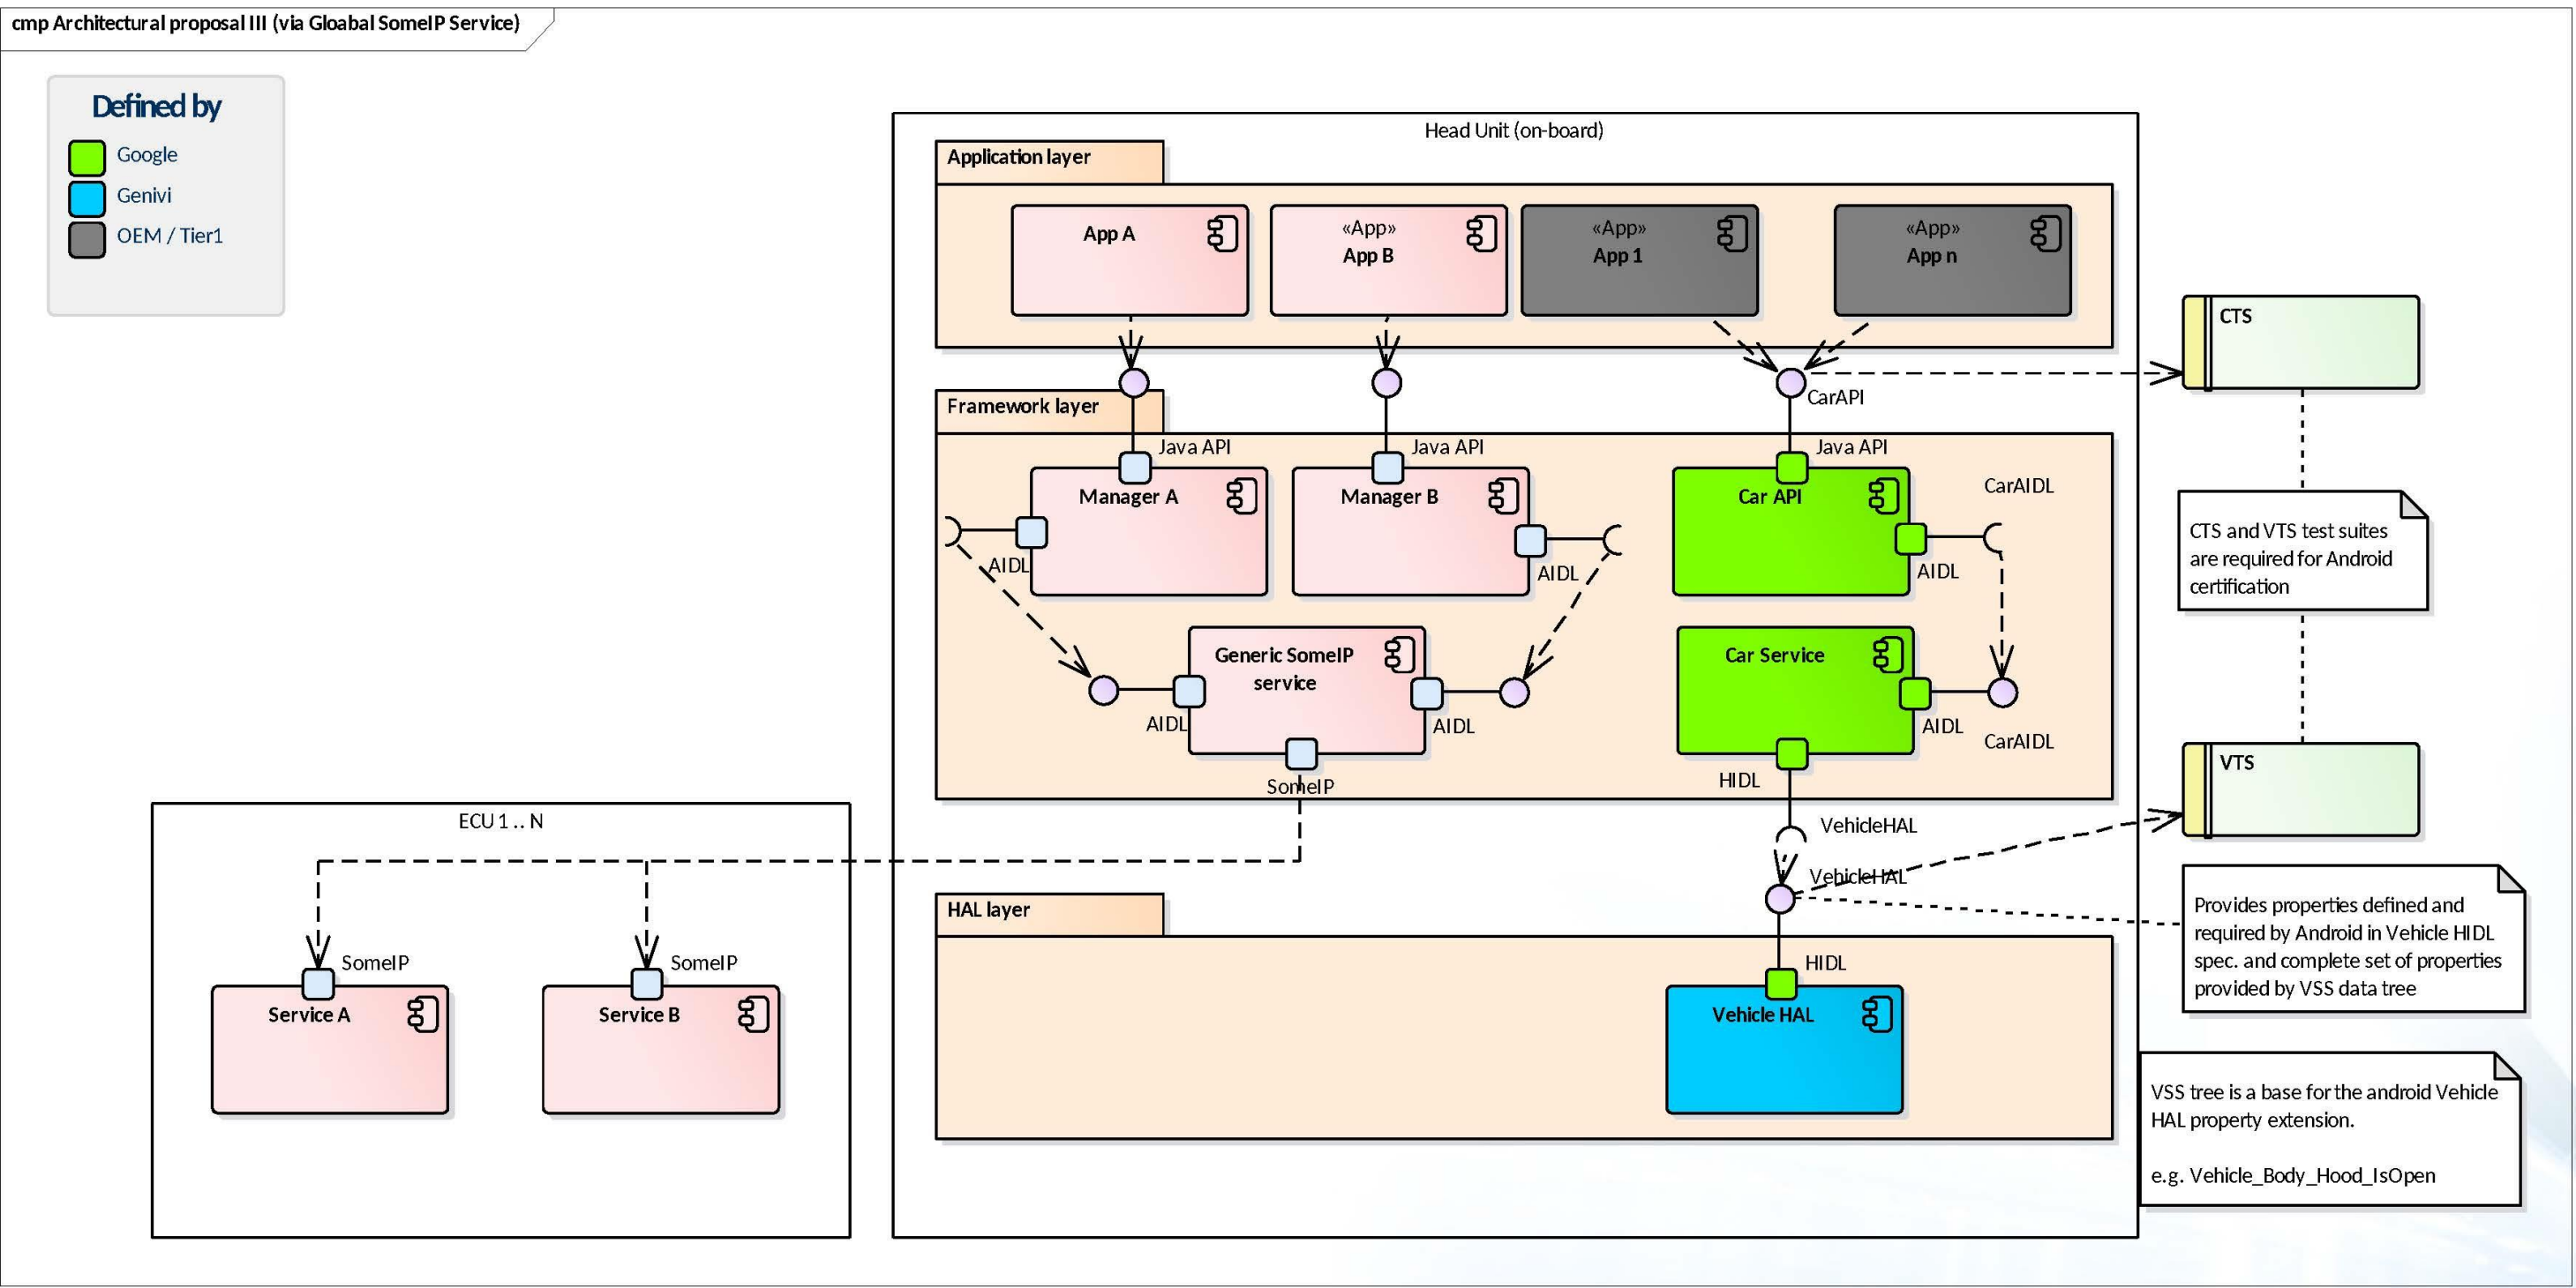 cmp Architectural proposal III (via Gloabal SomeIP Service)
Defined by
Google
Genivi
OEM / Tier1
Head Unit (on-board)
Application layer
App A
«App»
App B
«App»
App 1
«App»
App n
CarAPI
CTS
Framework layer
Java API
Java API
Java API
Manager A
Manager B
Car API
CarAIDL
AIDL
AIDL
AIDL
CTS and VTS test suites
are required for Android
certification
Generic SomeIP
service
Car Service
AIDL
AIDL
AIDL
CarAIDL
SomeIP
HIDL
VTS
VehicleHAL
VehicleHAL
ECU 1 .. N
SomeIP
SomeIP
Service A
Service B
HAL layer
HIDL
Vehicle HAL
Provides properties defined and
required by Android in Vehicle HIDL
spec. and complete set of properties
provided by VSS data tree
VSS tree is a base for the android Vehicle
HAL property extension.
e.g. Vehicle_Body_Hood_IsOpen